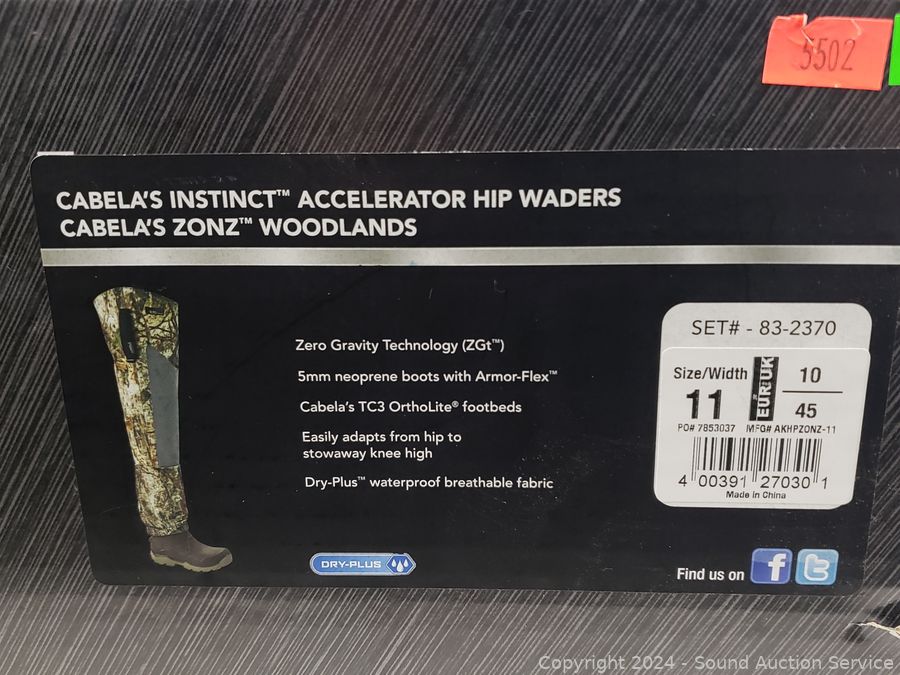 5502
CABELA'S INSTINCT™ ACCELERATOR HIP WADERS
CABELA'S ZONZ™ WOODLANDS
Zero Gravity Technology (ZGt™)
5mm neoprene boots with Armor-Flex™
Cabela's TC3 OrthoLite® footbeds
Easily adapts from hip to
stowaway knee high
Dry-Plus™ waterproof breathable fabric
DRY-PLUS
SET# - 83-2370
Size/Width
11
EUR UK
10
45
PO# 7853037 MFG# AKHPZONZ-11
4 00391 27030 1
Made in China
Find us on
f t
Copyright 2024 - Sound Auction Service